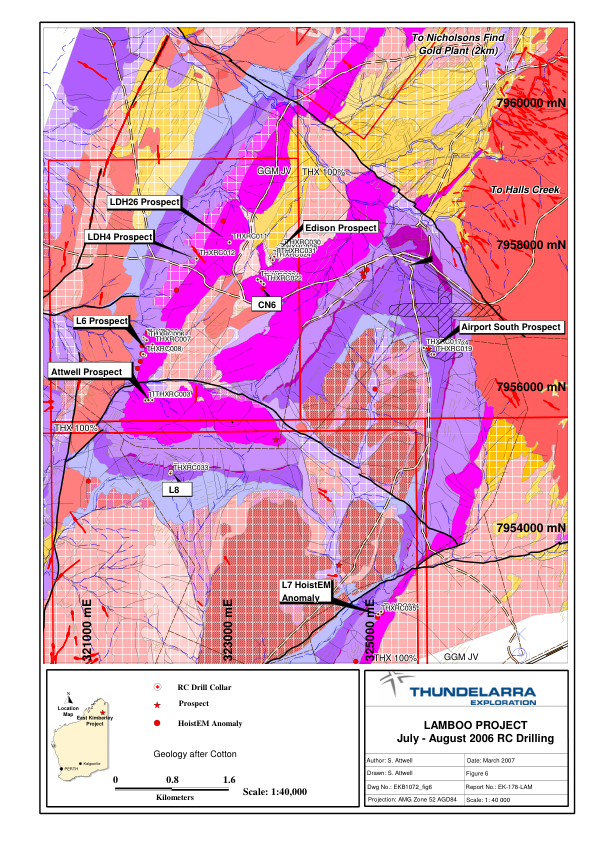 To Nicholsons Find
Gold Plant (2km)
7960000 mN
GGM JV
THX 100%
To Halls Creek
LDH26 Prospect
Edison Prospect
LDH4 Prospect
THXRC030
THXRC031
THXRC012
7958000 mN
CN6
L6 Prospect
THXRC007
THXRC008
Airport South Prospect
THXRC019
Attwell Prospect
THXRC003
7956000 mN
THX 100%
THXRC033
L8
7954000 mN
L7 HoistEM
Anomaly
321000 mE
323000 mE
325000 mE
THX 100%
GGM JV
Location
Map
East Kimberley
Project
Kalgoorlie
PERTH
RC Drill Collar
Prospect
HoistEM Anomaly
Geology after Cotton
0 0.8 1.6
Kilometers
Scale: 1:40,000
THUNDELARRA
EXPLORATION
LAMBOO PROJECT
July - August 2006 RC Drilling
Author: S. Attwell
Date: March 2007
Drawn: S. Attwell
Figure 6
Dwg No.: EKB1072_fig6
Report No.: EK-178-LAM
Projection: AMG Zone 52 AGD84
Scale: 1: 40 000